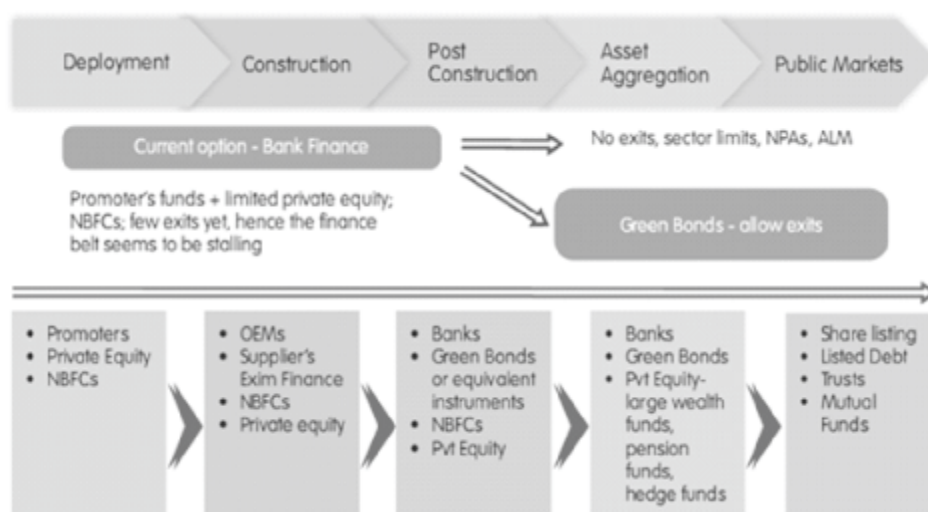 Deployment
Construction
Post
Construction
Asset
Aggregation
Public Markets
Current option - Bank Finance
No exits, sector limits, NPAs, ALM
Promoter's funds + limited private equity;
NBFCs; few exits yet, hence the finance
belt seems to be stalling
Green Bonds - allow exits
• Promoters
• Private Equity
• NBFCs
• OEMs
• Supplier's
Exim Finance
• NBFCs
• Private equity
• Banks
• Green Bonds
or equivalent
instruments
• NBFCs
• Pvt Equity
• Banks
• Green Bonds
• Pvt Equity-
large wealth
funds,
pension
funds,
hedge funds
• Share listing
• Listed Debt
• Trusts
• Mutual
Funds